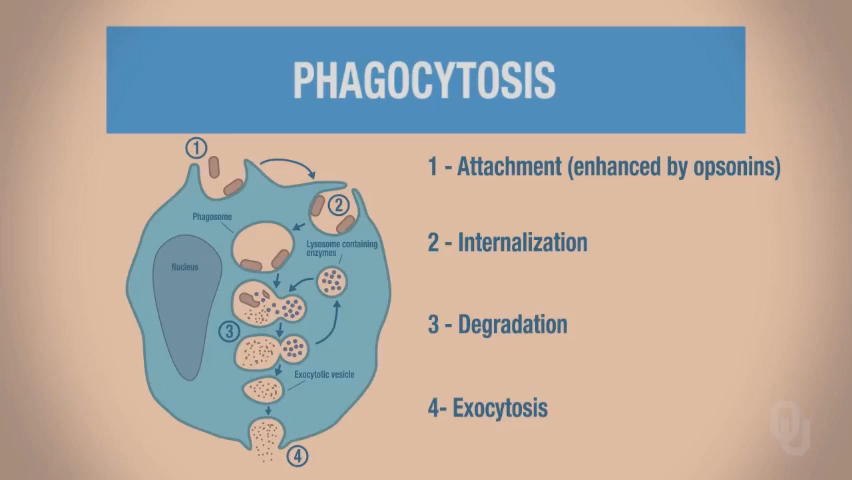 PHAGOCYTOSIS
1
1 - Attachment (enhanced by opsonins)
2
Phagosome
2 - Internalization
Lysosome containing
enzymes
Nucleus
3
3 - Degradation
Exocytotic vesicle
4- Exocytosis
4
OU